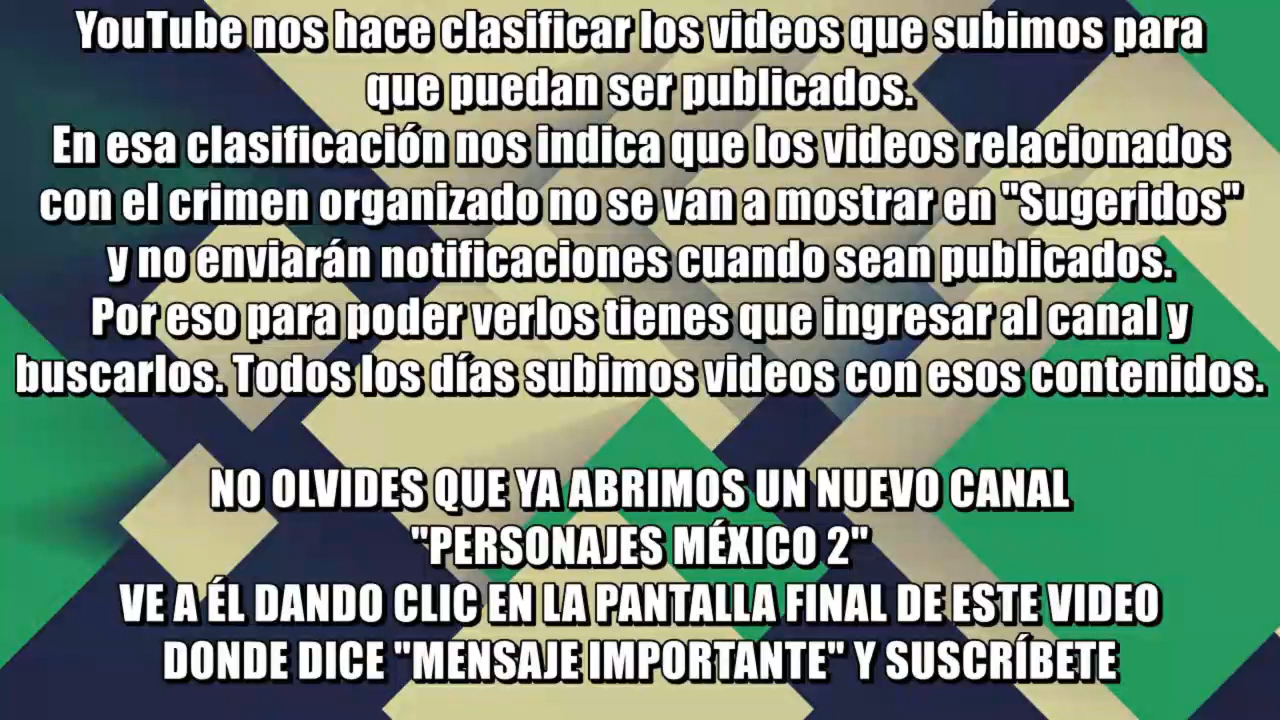 YouTube nos hace clasificar los videos que subimos para
que puedan ser publicados.
En esa clasificación nos indica que los videos relacionados
con el crimen organizado no se van a mostrar en "Sugeridos"
y no enviarán notificaciones cuando sean publicados.
Por eso para poder verlos tienes que ingresar al canal y
buscarlos. Todos los días subimos videos con esos contenidos.
NO OLVIDES QUE YA ABRIMOS UN NUEVO CANAL
"PERSONAJES MÉXICO 2"
VE A ÉL DANDO CLIC EN LA PANTALLA FINAL DE ESTE VIDEO
DONDE DICE "MENSAJE IMPORTANTE" Y SUSCRÍBETE